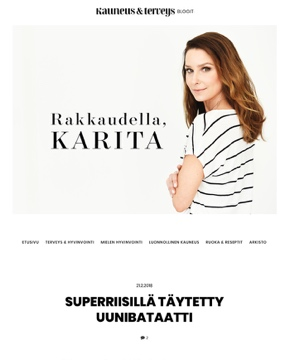 Kauneus & terveys BLOGIT
Rakkaudella,
KARITA
ETUSIVU TERVEYS & HYVINVOINTI MIELEN HYVINVOINTI LUONNOLLINEN KAUNEUS RUOKA & RESEPTIT ARKISTO
21.2.2018
SUPERRIISILLÄ TÄYTETTY
UUNIBATAATTI
2